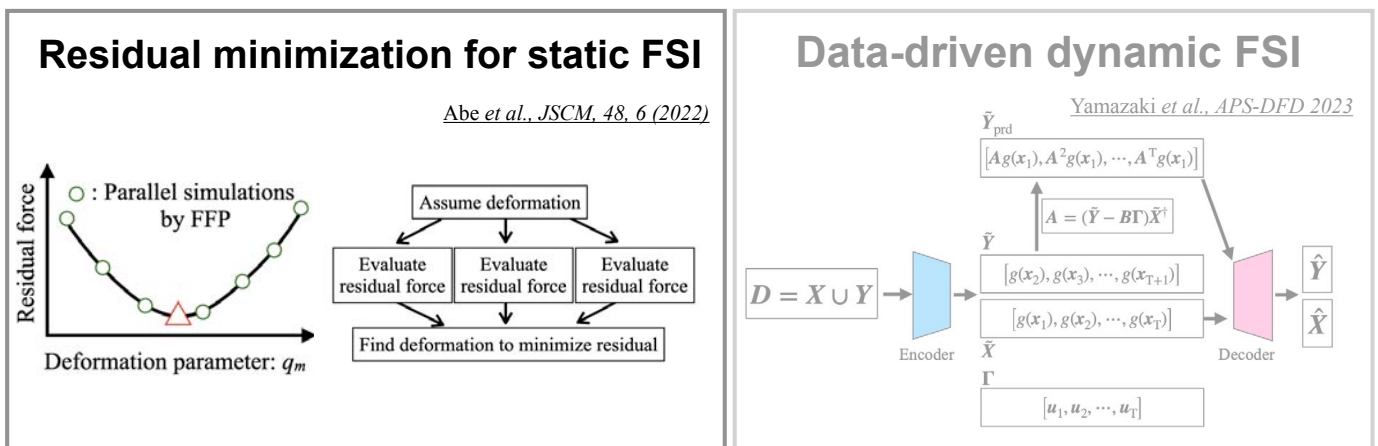 Residual minimization for static FSI
Abe et al., JSCM, 48, 6 (2022)
Residual force
○ : Parallel simulations
by FFP
Deformation parameter: qₘ
Assume deformation
Evaluate
residual force
Evaluate
residual force
Evaluate
residual force
Find deformation to minimize residual
Data-driven dynamic FSI
Yamazaki et al., APS-DFD 2023
Ỹprd
[Ag(x₁), A²g(x₁), ⋯, Aᵀg(x₁)]
A = (Ỹ − BΓ)X̃†
Ỹ
[g(x₂), g(x₃), ⋯, g(x_T+1)]
D = X ∪ Y
[g(x₁), g(x₂), ⋯, g(x_T)]
Encoder
X̃
Decoder
Ŷ
X̂
Γ
[u₁, u₂, ⋯, u_T]